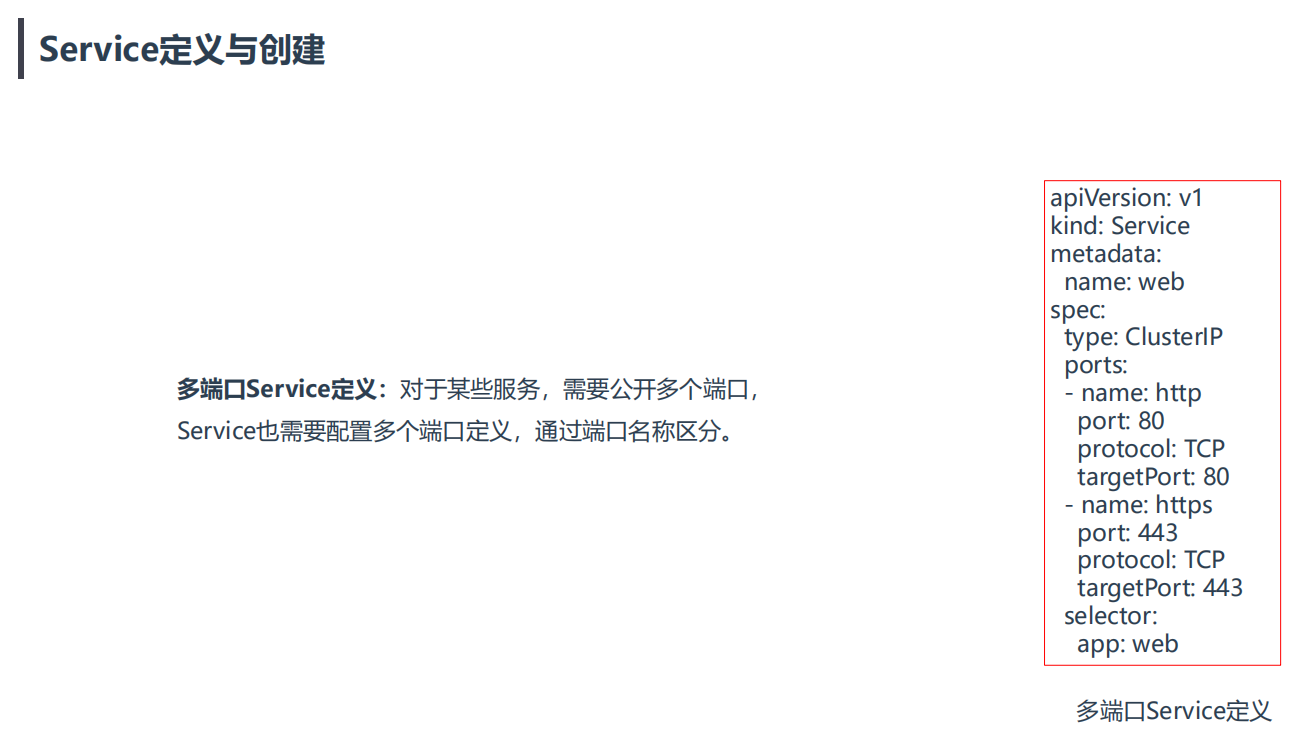 Service定义与创建
多端口Service定义：对于某些服务，需要公开多个端口，
Service也需要配置多个端口定义，通过端口名称区分。
apiVersion: v1
kind: Service
metadata:
  name: web
spec:
  type: ClusterIP
  ports:
  - name: http
    port: 80
    protocol: TCP
    targetPort: 80
  - name: https
    port: 443
    protocol: TCP
    targetPort: 443
  selector:
    app: web
多端口Service定义